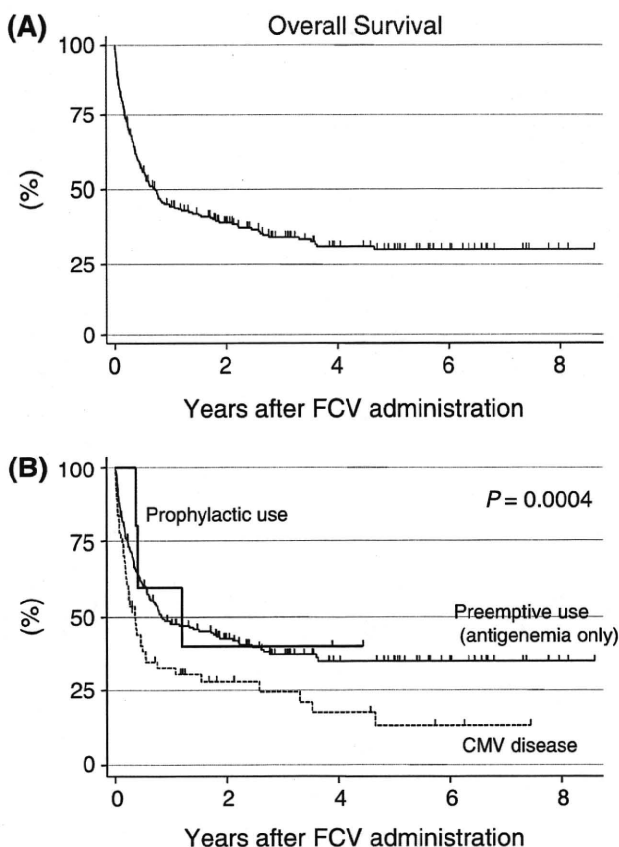 (A)
Overall Survival
100
75
50
25
0
(%)
0 2 4 6 8
Years after FCV administration
(B)
100
75
50
25
0
(%)
P = 0.0004
Prophylactic use
Preemptive use
(antigenemia only)
CMV disease
0 2 4 6 8
Years after FCV administration